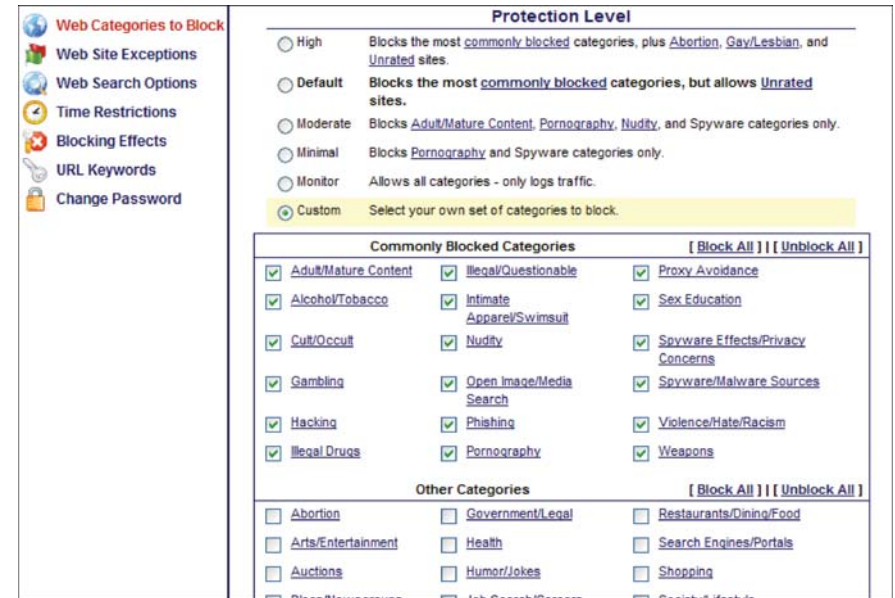 Web Categories to Block
Web Site Exceptions
Web Search Options
Time Restrictions
Blocking Effects
URL Keywords
Change Password
Protection Level
High Blocks the most commonly blocked categories, plus Abortion, Gay/Lesbian, and
Unrated sites.
Default Blocks the most commonly blocked categories, but allows Unrated
sites.
Moderate Blocks Adult/Mature Content, Pornography, Nudity, and Spyware categories only.
Minimal Blocks Pornography and Spyware categories only.
Monitor Allows all categories - only logs traffic.
Custom Select your own set of categories to block.
Commonly Blocked Categories [ Block All ] | [ Unblock All ]
Adult/Mature Content Illegal/Questionable Proxy Avoidance
Alcohol/Tobacco Intimate Sex Education
Apparel/Swimsuit
Cult/Occult Nudity Spyware Effects/Privacy
Concerns
Gambling Open Image/Media Spyware/Malware Sources
Search
Hacking Phishing Violence/Hate/Racism
Illegal Drugs Pornography Weapons
Other Categories [ Block All ] | [ Unblock All ]
Abortion Government/Legal Restaurants/Dining/Food
Arts/Entertainment Health Search Engines/Portals
Auctions Humor/Jokes Shopping